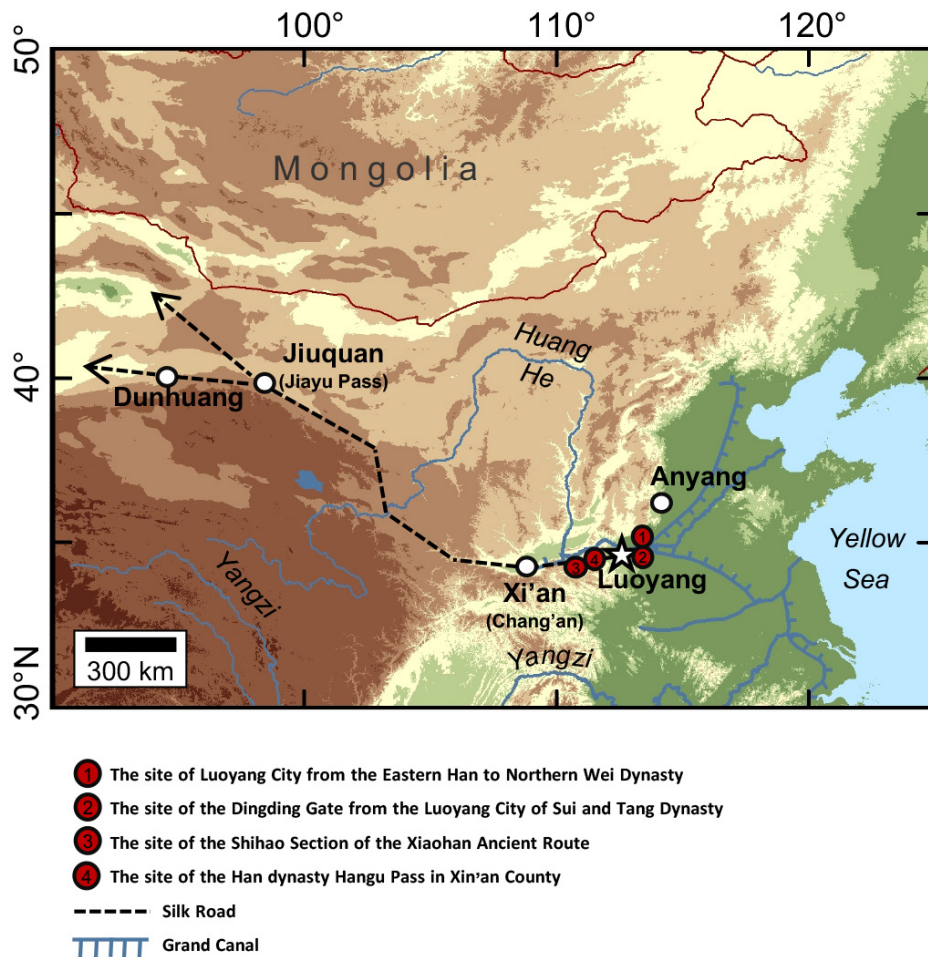 100°
110°
120°
50°
Mongolia
Huang
He
Jiuquan
(Jiayu Pass)
40°
Dunhuang
Anyang
1
Yellow
Sea
3
4
2
Luoyang
Xi'an
(Chang'an)
Yangzi
Yangzi
300 km
30°N
1 The site of Luoyang City from the Eastern Han to Northern Wei Dynasty
2 The site of the Dingding Gate from the Luoyang City of Sui and Tang Dynasty
3 The site of the Shihao Section of the Xiaohan Ancient Route
4 The site of the Han dynasty Hangu Pass in Xin'an County
Silk Road
Grand Canal